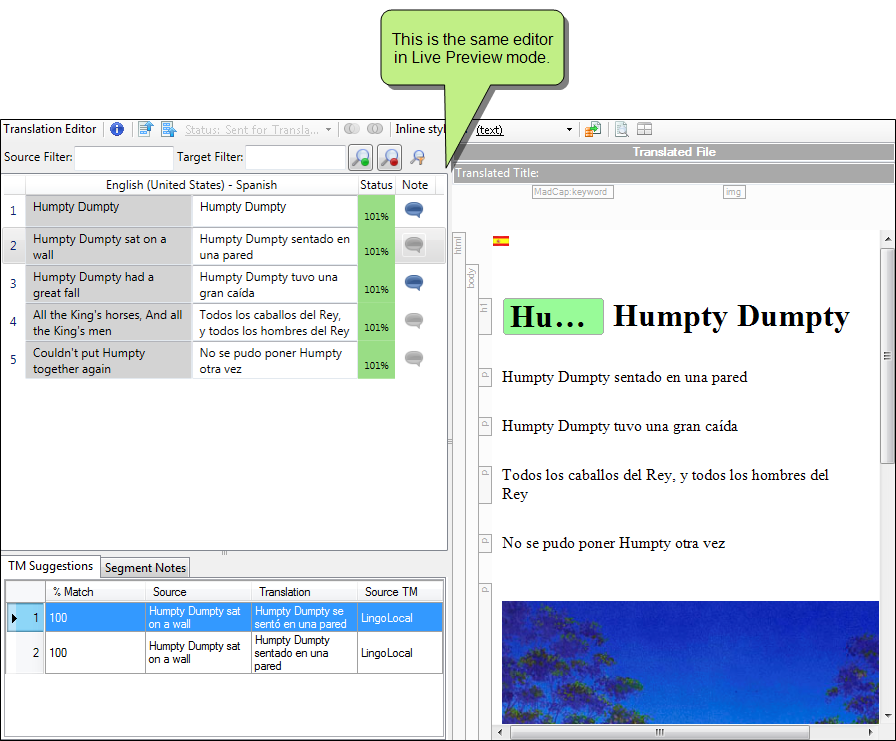 This is the same editor
in Live Preview mode.
Translation Editor
Status: Sent for Transla...
Inline styl
(text)
Source Filter:
Target Filter:
English (United States) - Spanish
Status
Note
1
Humpty Dumpty
Humpty Dumpty
101%
2
Humpty Dumpty sat on a
wall
Humpty Dumpty sentado en
una pared
101%
3
Humpty Dumpty had a
great fall
Humpty Dumpty tuvo una
gran caída
101%
4
All the King's horses, And all
the King's men
Todos los caballos del Rey,
y todos los hombres del Rey
101%
5
Couldn't put Humpty
together again
No se pudo poner Humpty
otra vez
101%
TM Suggestions
Segment Notes
% Match
Source
Translation
Source TM
1
100
Humpty Dumpty sat
on a wall
Humpty Dumpty se
sentó en una pared
LingoLocal
2
100
Humpty Dumpty sat
on a wall
Humpty Dumpty
sentado en una
pared
LingoLocal
Translated File
Translated Title:
MadCap:keyword
img
html
body
h1
Hu...
Humpty Dumpty
p
Humpty Dumpty sentado en una pared
p
Humpty Dumpty tuvo una gran caída
p
Todos los caballos del Rey, y todos los hombres del
Rey
p
No se pudo poner Humpty otra vez
p